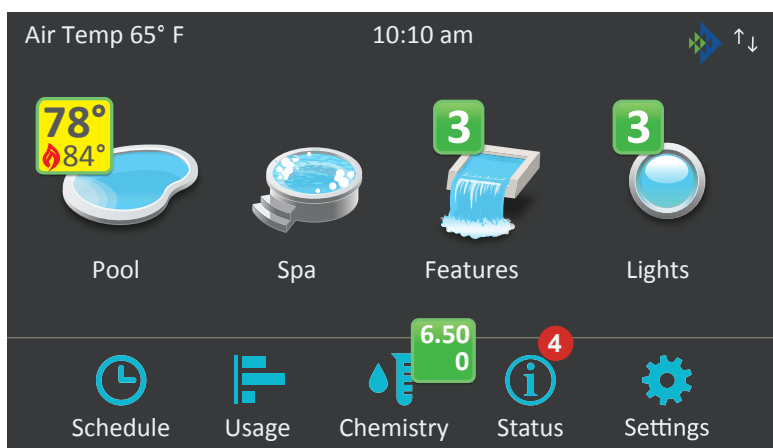 Air Temp 65° F 10:10 am ↑↓
78°
84°
3
3
Pool Spa Features Lights
6.50
0
4
Schedule Usage Chemistry Status Settings